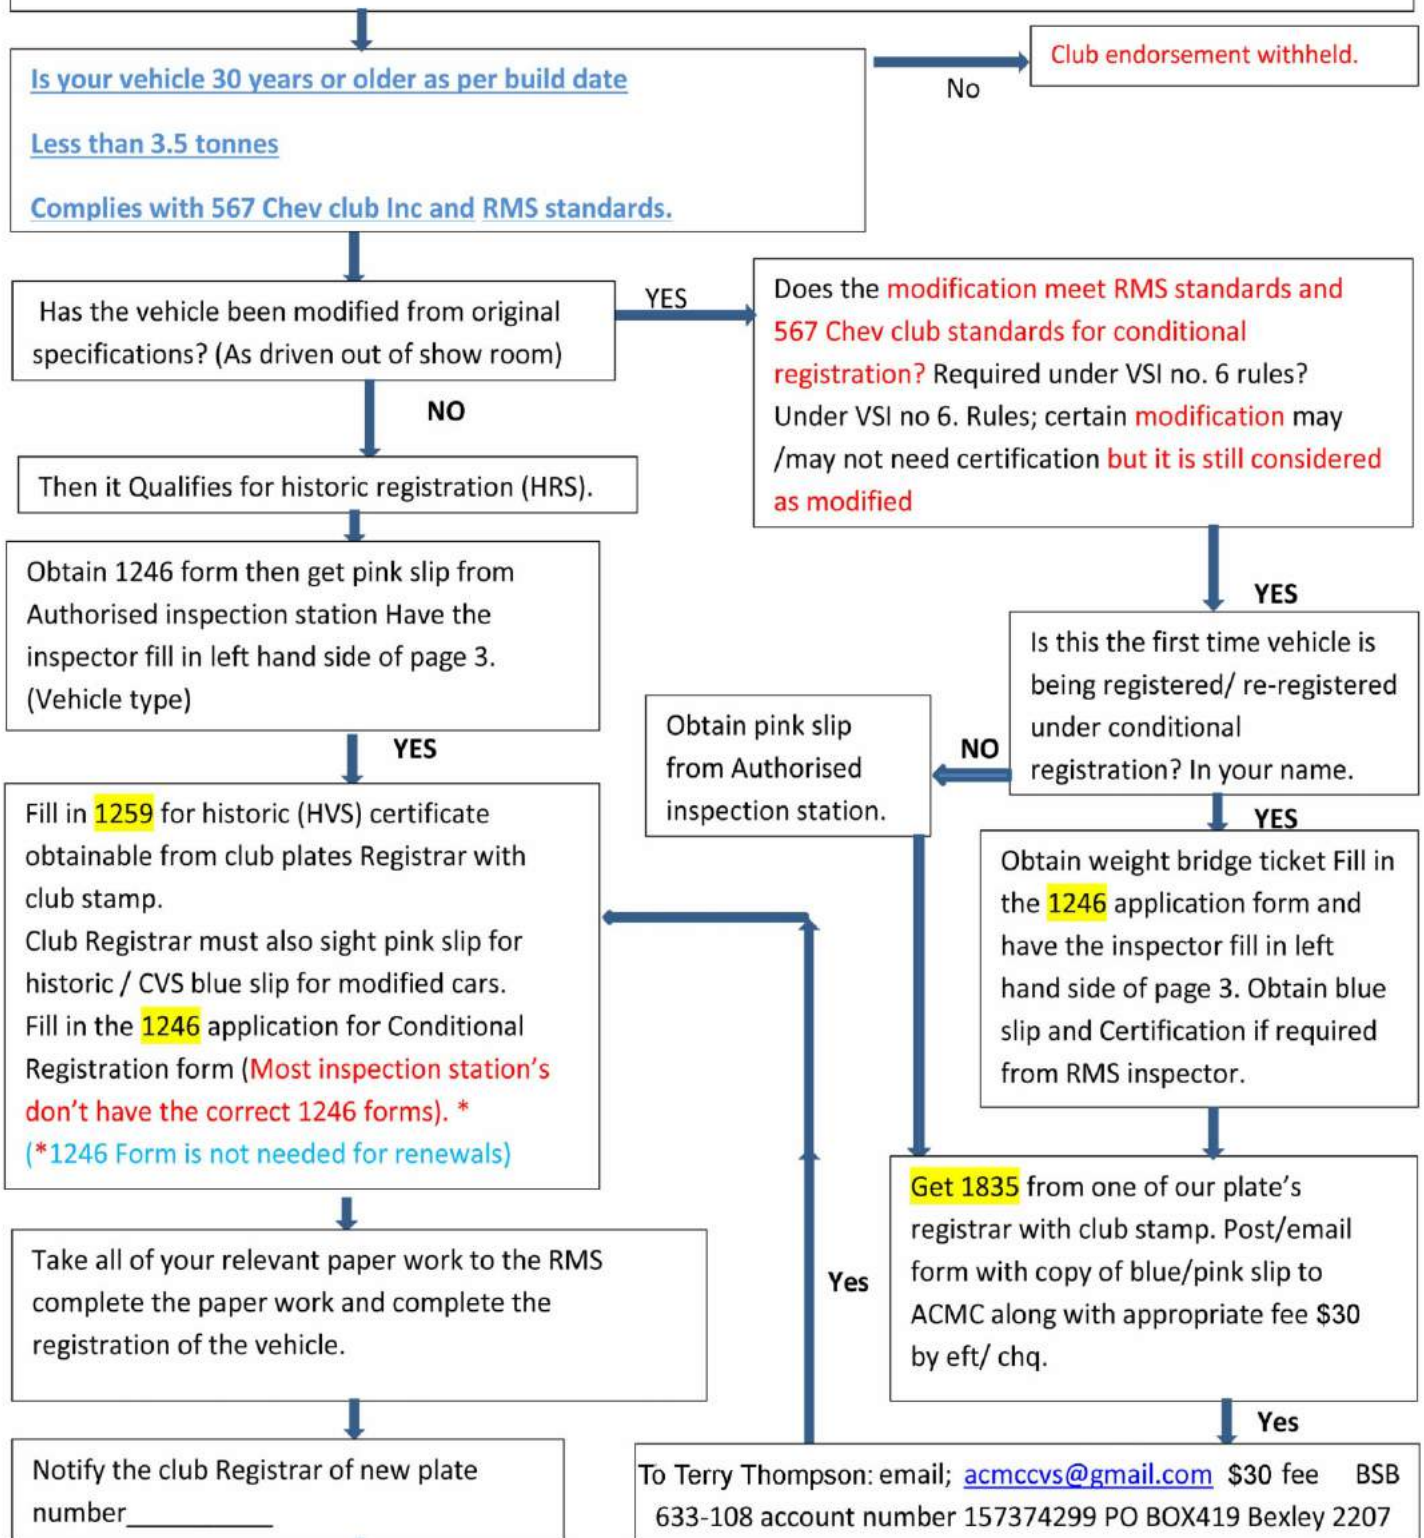 Is your vehicle 30 years or older as per build date
Less than 3.5 tonnes
Complies with 567 Chev club Inc and RMS standards.
No
Club endorsement withheld.
Has the vehicle been modified from original
specifications? (As driven out of show room)
YES
Does the modification meet RMS standards and
567 Chev club standards for conditional
registration? Required under VSI no. 6 rules?
Under VSI no 6. Rules; certain modification may
/may not need certification but it is still considered
as modified
NO
Then it Qualifies for historic registration (HRS).
Obtain 1246 form then get pink slip from
Authorised inspection station Have the
inspector fill in left hand side of page 3.
(Vehicle type)
YES
Is this the first time vehicle is
being registered/ re-registered
under conditional
registration? In your name.
NO
Obtain pink slip
from Authorised
inspection station.
YES
Fill in 1259 for historic (HVS) certificate
obtainable from club plates Registrar with
club stamp.
Club Registrar must also sight pink slip for
historic / CVS blue slip for modified cars.
Fill in the 1246 application for Conditional
Registration form (Most inspection station's
don't have the correct 1246 forms). *
(*1246 Form is not needed for renewals)
YES
Obtain weight bridge ticket Fill in
the 1246 application form and
have the inspector fill in left
hand side of page 3. Obtain blue
slip and Certification if required
from RMS inspector.
Get 1835 from one of our plate's
registrar with club stamp. Post/email
form with copy of blue/pink slip to
ACMC along with appropriate fee $30
by eft/ chq.
Take all of your relevant paper work to the RMS
complete the paper work and complete the
registration of the vehicle.
Yes
Yes
Notify the club Registrar of new plate
number__________
To Terry Thompson: email; acmccvs@gmail.com $30 fee BSB
633-108 account number 157374299 PO BOX419 Bexley 2207